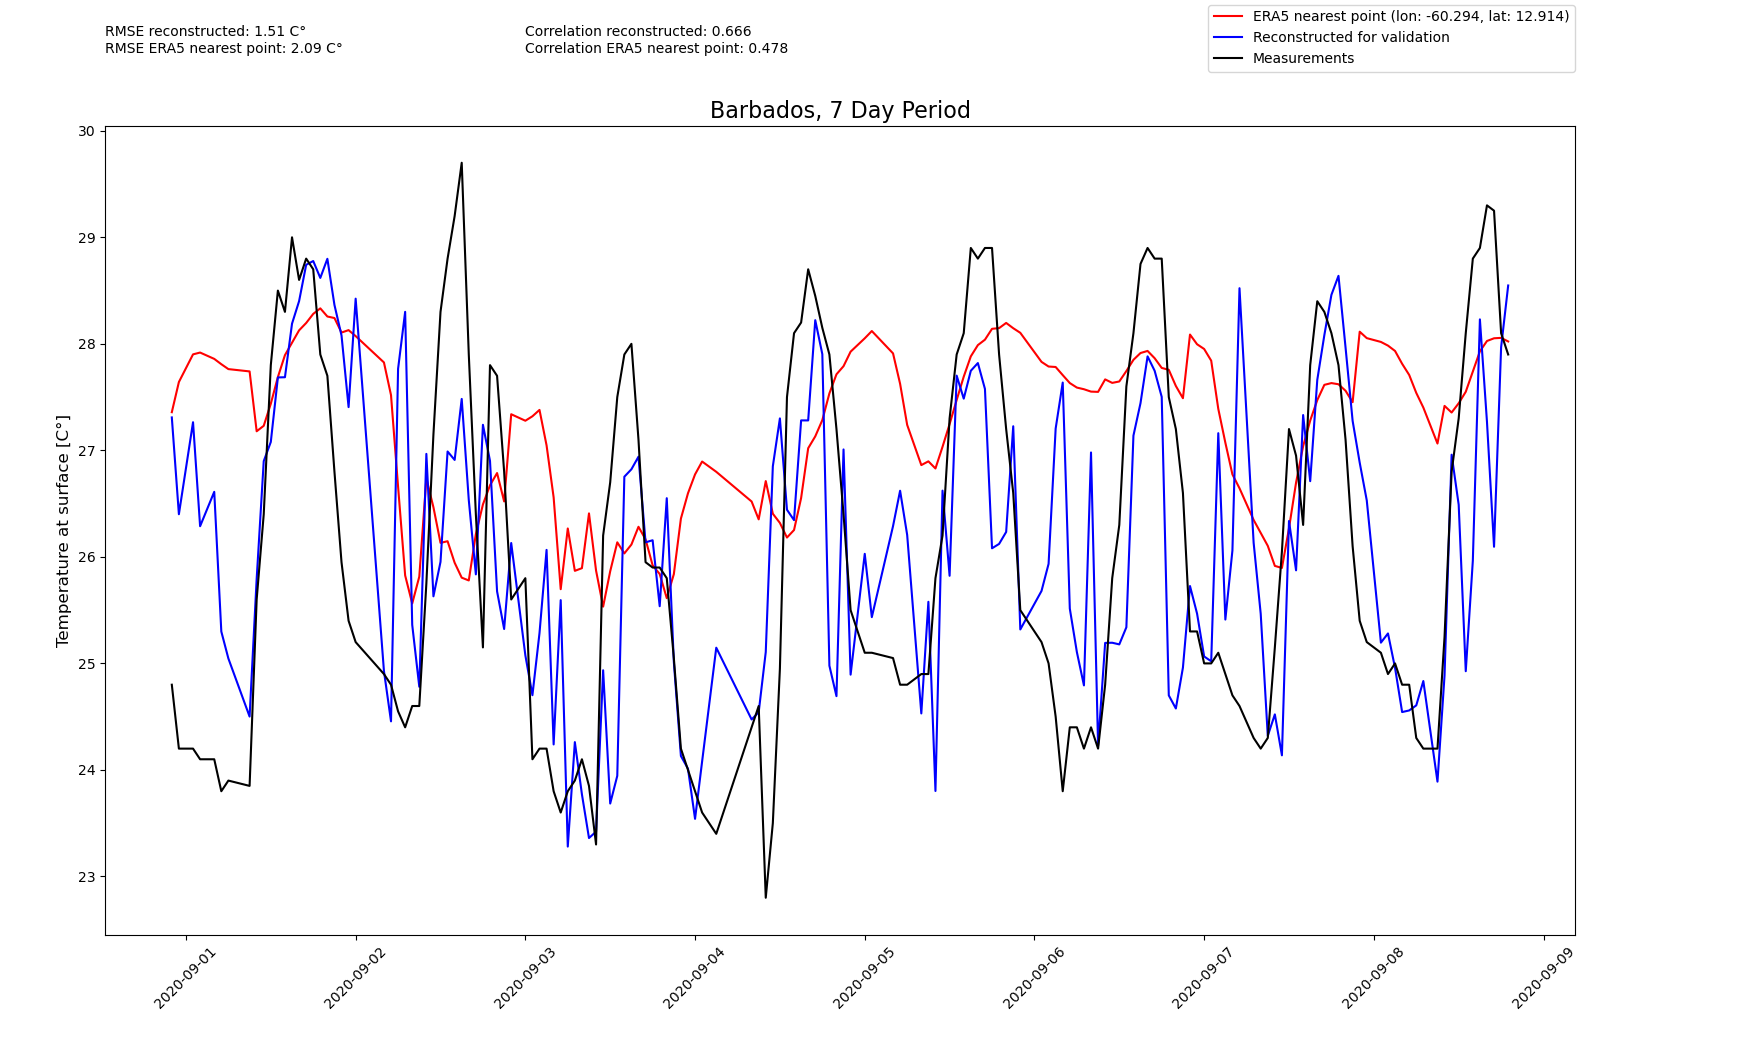 RMSE reconstructed: 1.51 C°
RMSE ERA5 nearest point: 2.09 C°
Correlation reconstructed: 0.666
Correlation ERA5 nearest point: 0.478
ERA5 nearest point (lon: -60.294, lat: 12.914)
Reconstructed for validation
Measurements
Barbados, 7 Day Period
Temperature at surface [C°]
30
29
28
27
26
25
24
23
2020-09-01
2020-09-02
2020-09-03
2020-09-04
2020-09-05
2020-09-06
2020-09-07
2020-09-08
2020-09-09